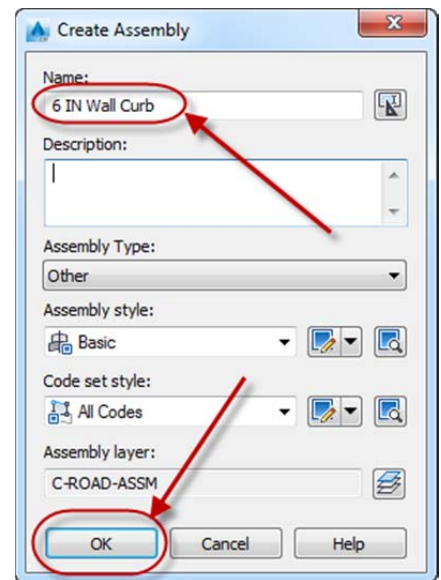 Create Assembly
Name:
6 IN Wall Curb
Description:
Assembly Type:
Other
Assembly style:
Basic
Code set style:
All Codes
Assembly layer:
C-ROAD-ASSM
OK Cancel Help